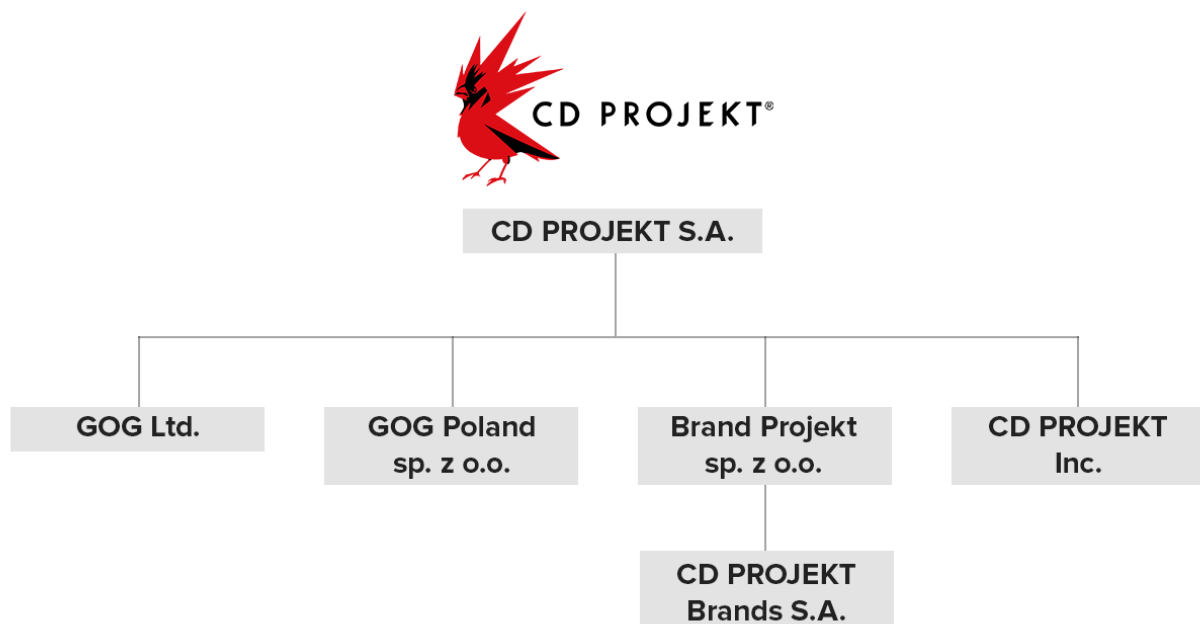 CD PROJEKT®
CD PROJEKT S.A.
GOG Ltd.
GOG Poland
sp. z o.o.
Brand Projekt
sp. z o.o.
CD PROJEKT
Inc.
CD PROJEKT
Brands S.A.